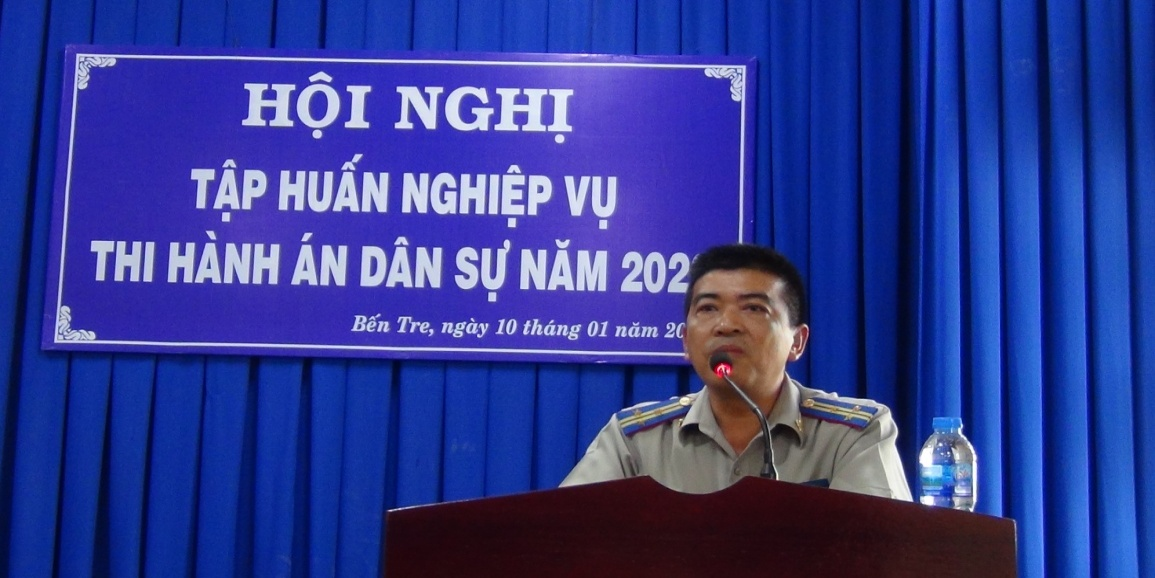 HỘI NGHỊ
TẬP HUẤN NGHIỆP VỤ
THI HÀNH ÁN DÂN SỰ NĂM
Bến Tre, ngày 10 tháng 01 năm